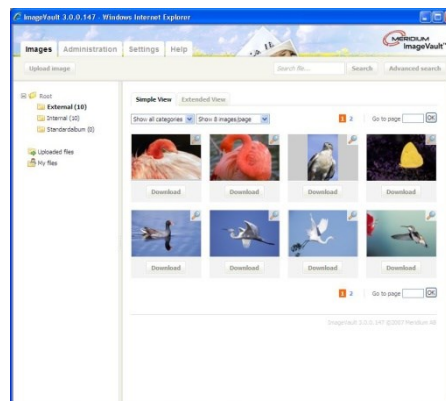 ImageVault 3.0.0.147 - Windows Internet Explorer
Images Administration Settings Help
MERIDIUM
ImageVault
Upload image Search for... Search Advanced search
Root
External (10)
Internal (10)
Standardalbum (0)
Uploaded files
My files
Simple View Extended View
Show all categories Show 8 images/page 1 2 Go to page OK
Download Download Download Download
Download Download Download Download
1 2 Go to page OK
ImageVault 3.0.0.147 ©2007 Meridium AB